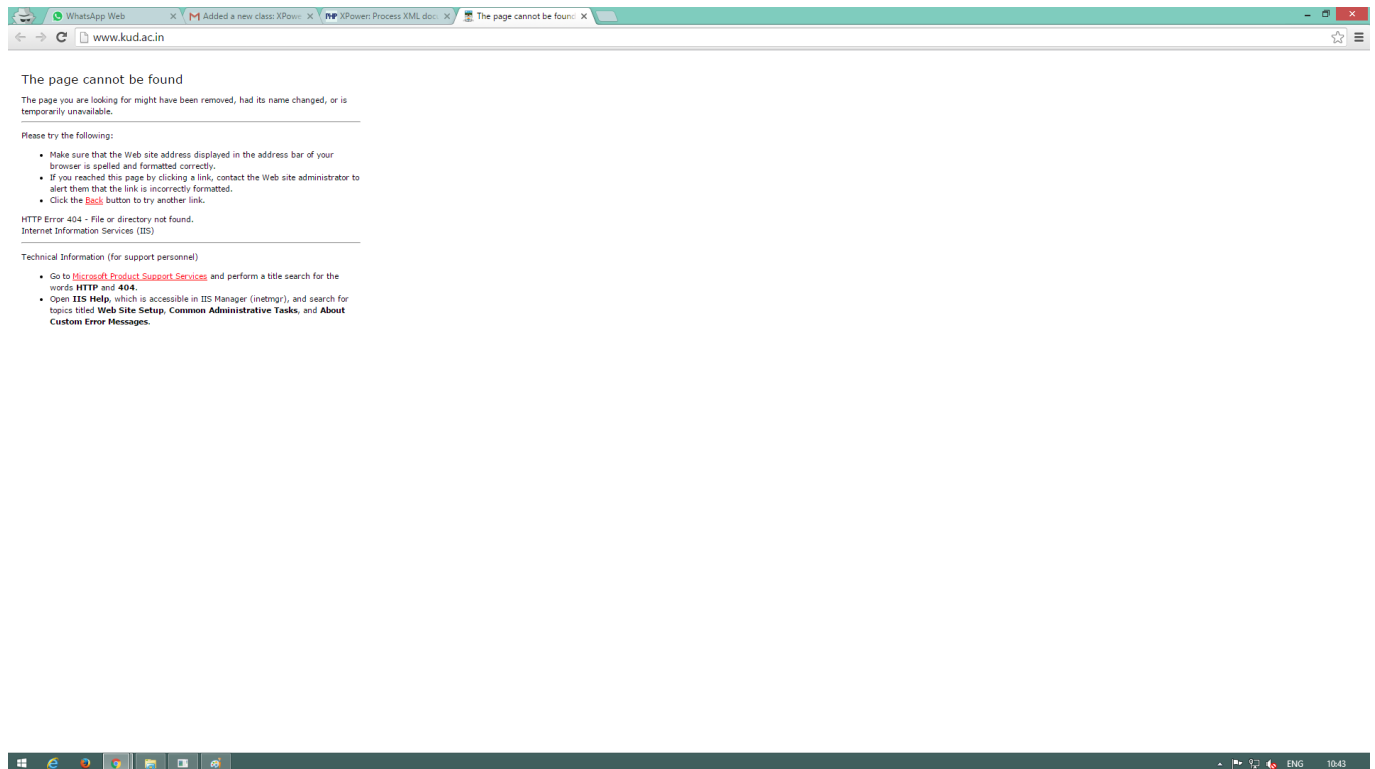 WhatsApp Web
Added a new class: XPowe
XPower: Process XML doc
The page cannot be found
www.kud.ac.in
The page cannot be found
The page you are looking for might have been removed, had its name changed, or is
temporarily unavailable.
Please try the following:
Make sure that the Web site address displayed in the address bar of your
browser is spelled and formatted correctly.
If you reached this page by clicking a link, contact the Web site administrator to
alert them that the link is incorrectly formatted.
Click the Back button to try another link.
HTTP Error 404 - File or directory not found.
Internet Information Services (IIS)
Technical Information (for support personnel)
Go to Microsoft Product Support Services and perform a title search for the
words HTTP and 404.
Open IIS Help, which is accessible in IIS Manager (inetmgr), and search for
topics titled Web Site Setup, Common Administrative Tasks, and About
Custom Error Messages.
ENG
10:43